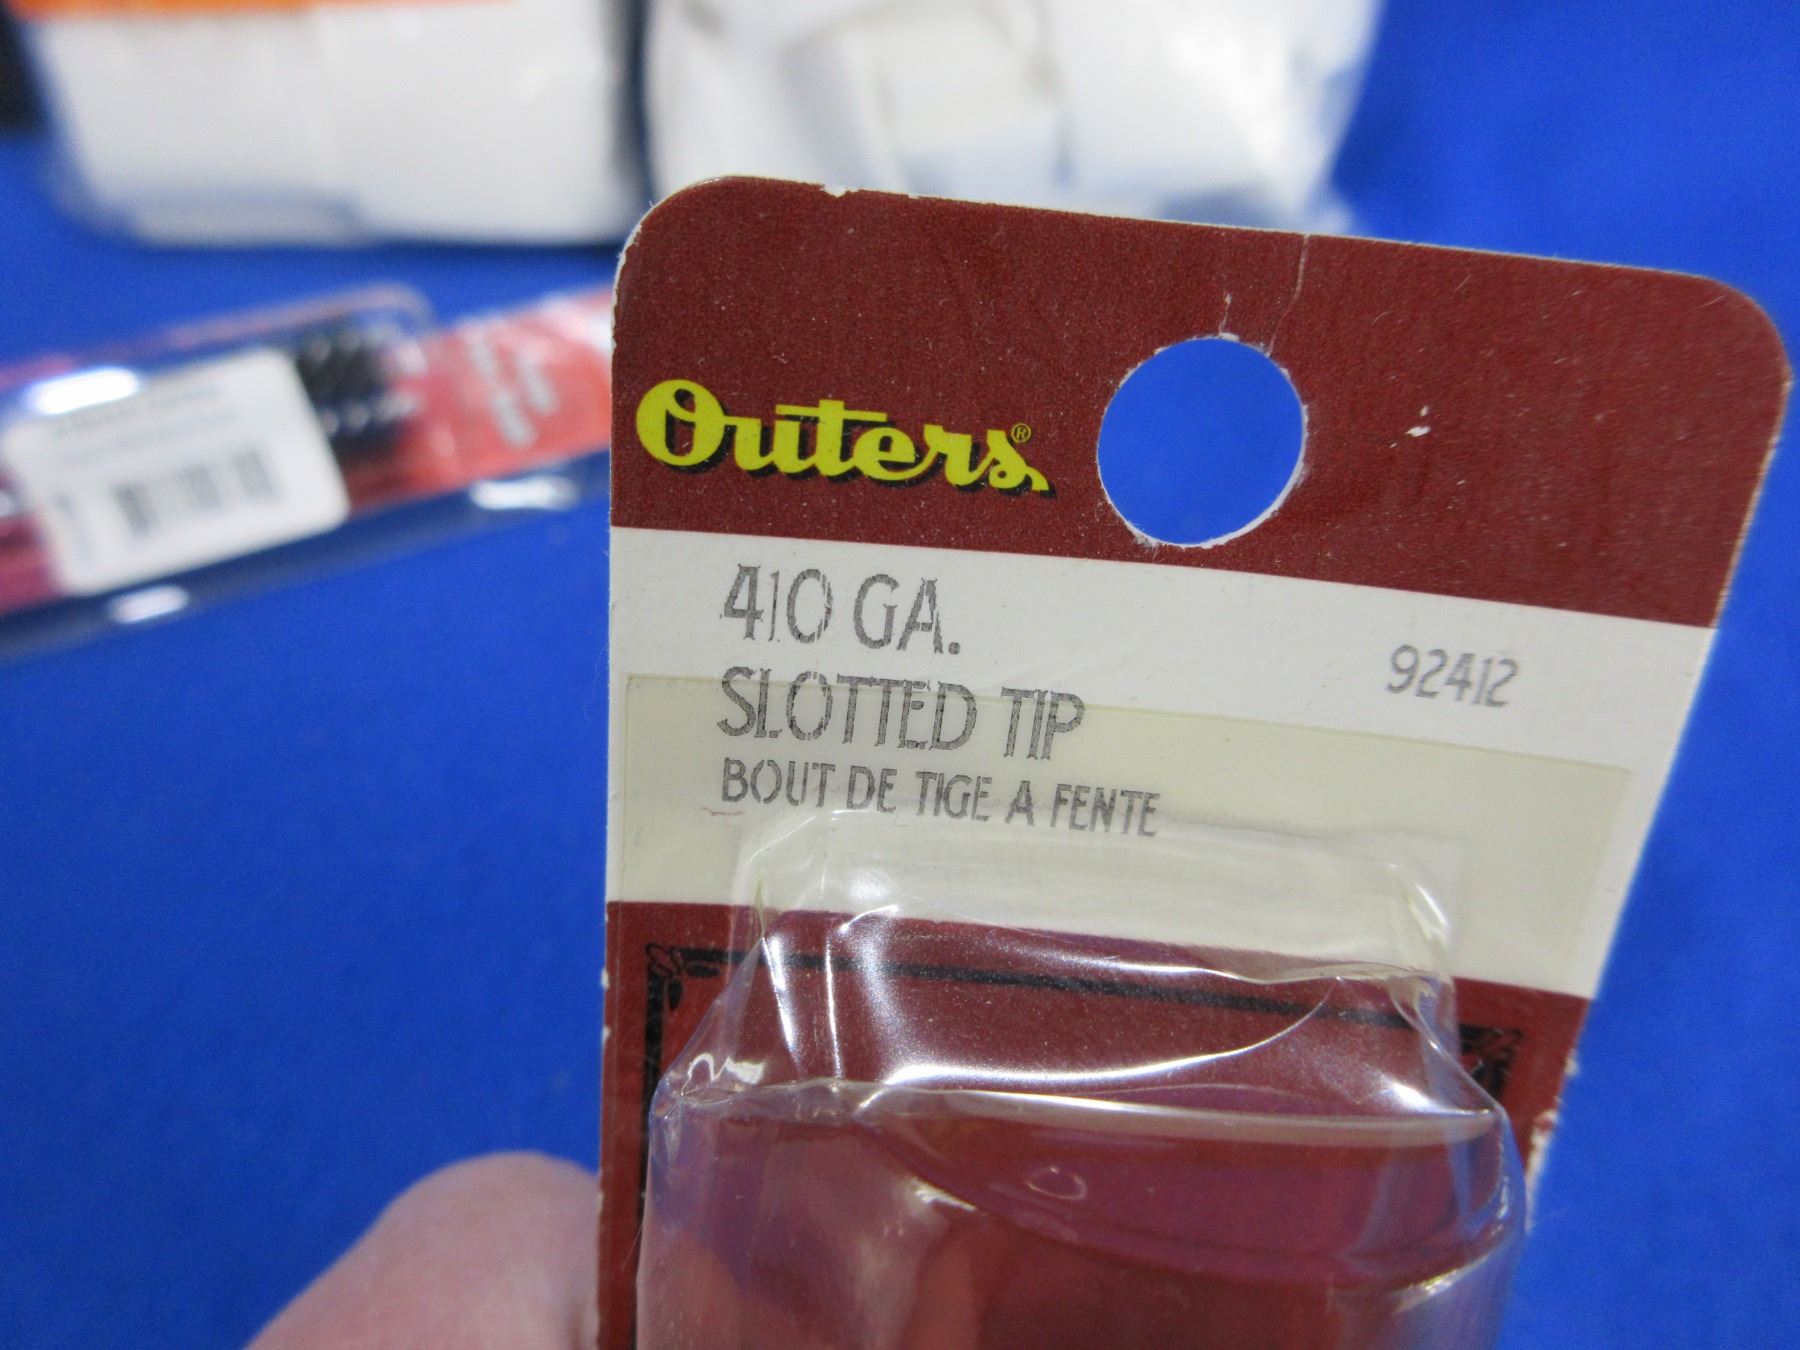 Outers®
410 GA.
92412
SLOTTED TIP
BOUT DE TIGE A FENTE